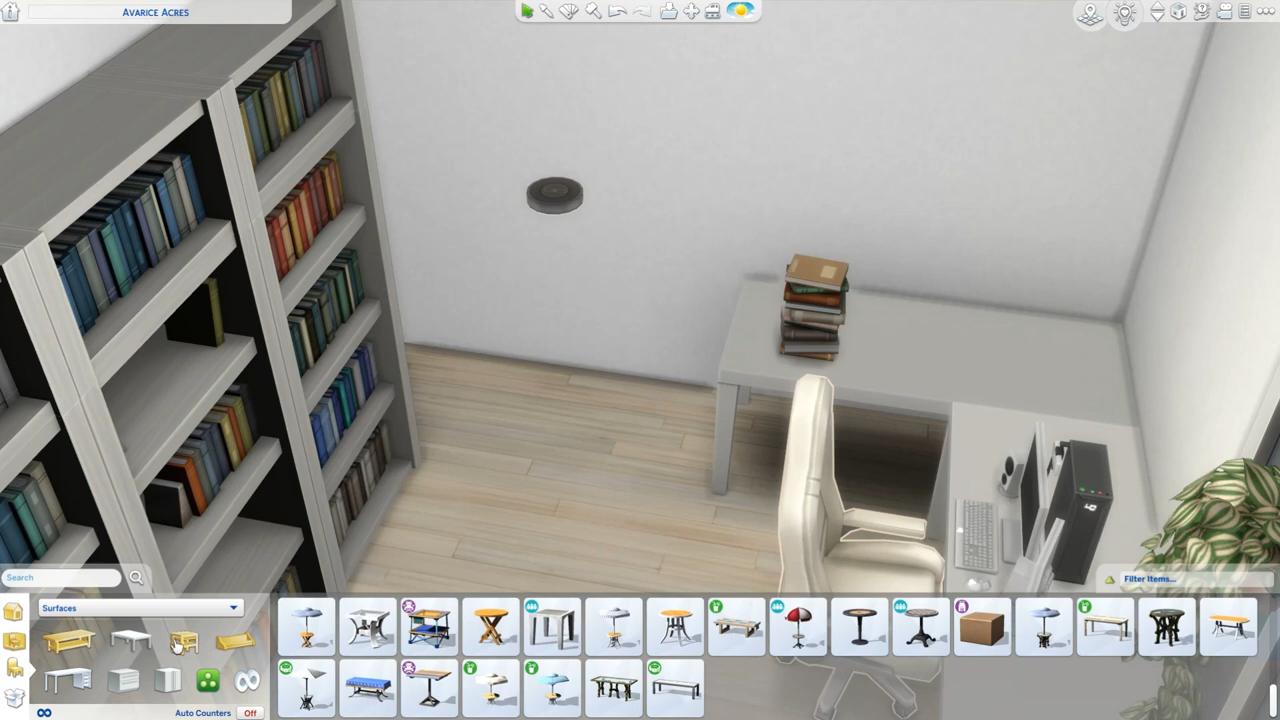 AVARICE ACRES
Search
Filter Items...
Surfaces
Auto Counters
Off